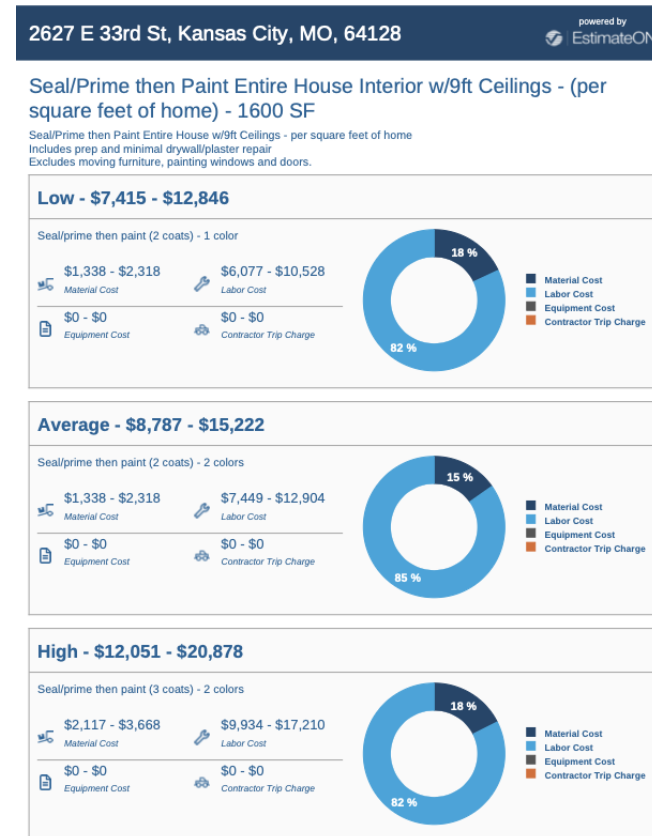 2627 E 33rd St, Kansas City, MO, 64128
powered by
Seal/Prime then Paint Entire House Interior w/9ft Ceilings - (per
square feet of home) - 1600 SF
Seal/Prime then Paint Entire House w/9ft Ceilings - per square feet of home
Includes prep and minimal drywall/plaster repair
Excludes moving furniture, painting windows and doors.
Low - $7,415 - $12,846
Seal/prime then paint (2 coats) - 1 color
$1,338 - $2,318
Material Cost
$6,077 - $10,528
Labor Cost
$0 - $0
Equipment Cost
$0 - $0
Contractor Trip Charge
18 %
82 %
Material Cost
Labor Cost
Equipment Cost
Contractor Trip Charge
Average - $8,787 - $15,222
Seal/prime then paint (2 coats) - 2 colors
$1,338 - $2,318
Material Cost
$7,449 - $12,904
Labor Cost
$0 - $0
Equipment Cost
$0 - $0
Contractor Trip Charge
15 %
85 %
Material Cost
Labor Cost
Equipment Cost
Contractor Trip Charge
High - $12,051 - $20,878
Seal/prime then paint (3 coats) - 2 colors
$2,117 - $3,668
Material Cost
$9,934 - $17,210
Labor Cost
$0 - $0
Equipment Cost
$0 - $0
Contractor Trip Charge
18 %
82 %
Material Cost
Labor Cost
Equipment Cost
Contractor Trip Charge